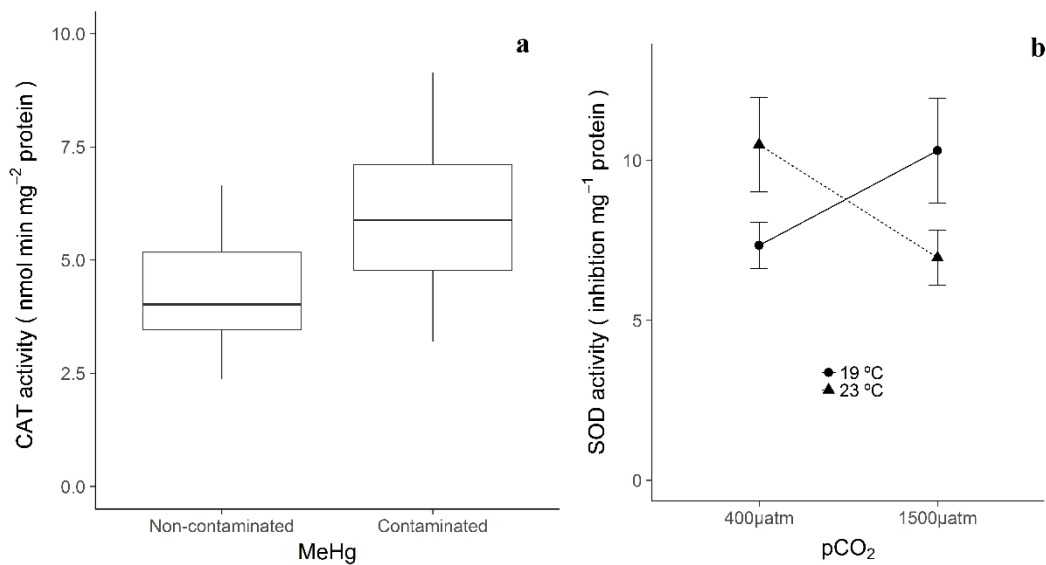 a
CAT activity ( nmol min mg⁻² protein )
10.0
7.5
5.0
2.5
0.0
Non-contaminated Contaminated
MeHg
b
SOD activity ( inhibtion mg⁻¹ protein )
10
5
0
19 ºC
23 ºC
400µatm 1500µatm
pCO₂